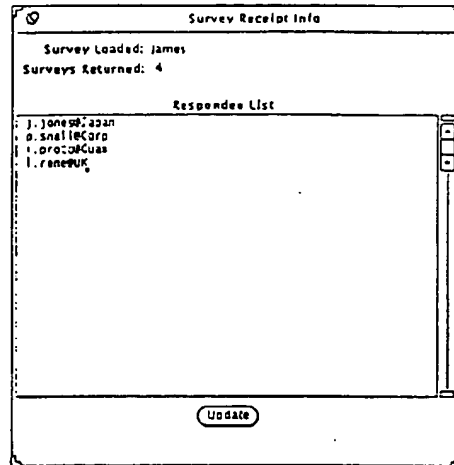 Survey Receipt Info
Survey Loaded: James
Surveys Returned: 4
Respondee List
j.jones@Japan
p.snail@Corp
l.rene@UK
Update